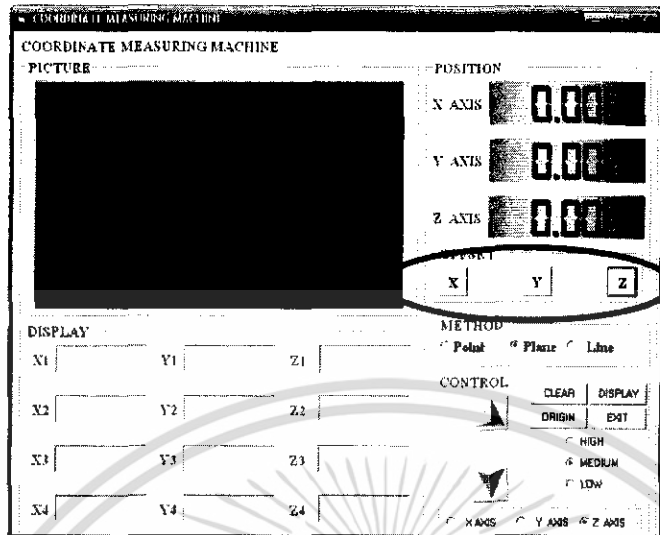 COORDINATE MEASURING MACHINE
COORDINATE MEASURING MACHINE
PICTURE
POSITION
X AXIS 0.00
Y AXIS 0.00
Z AXIS 0.00
OFFSET
X Y Z
DISPLAY
METHOD
Point Plane Line
X1 Y1 Z1
CONTROL
CLEAR DISPLAY
ORIGIN EXIT
X2 Y2 Z2
HIGH
MEDIUM
LOW
X3 Y3 Z3
X4 Y4 Z4
X AXIS Y AXIS Z AXIS